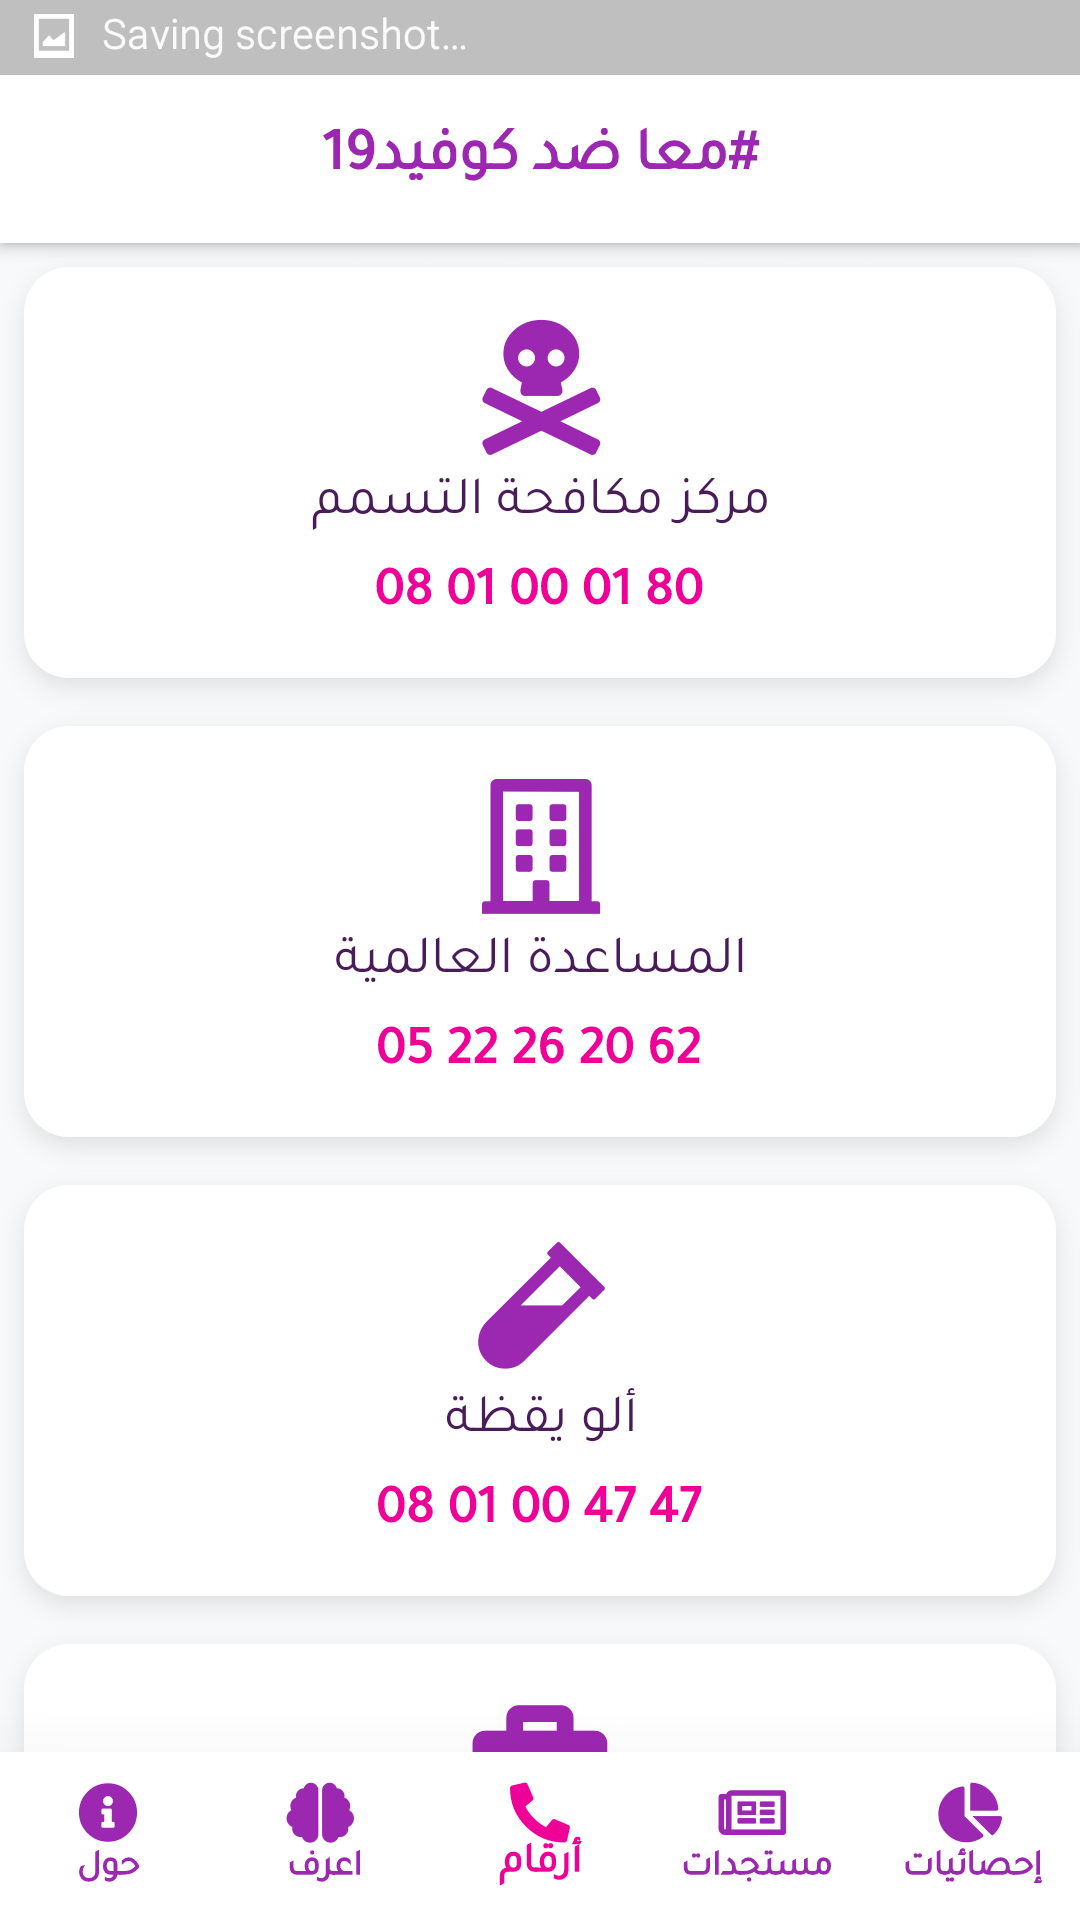 Saving screenshot...
#معا ضد كوفيد19
مركز مكافحة التسمم
08 01 00 01 80
المساعدة العالمية
05 22 26 20 62
ألو يقظة
08 01 00 47 47
إحصائيات
مستجدات
أرقام
اعرف
حول